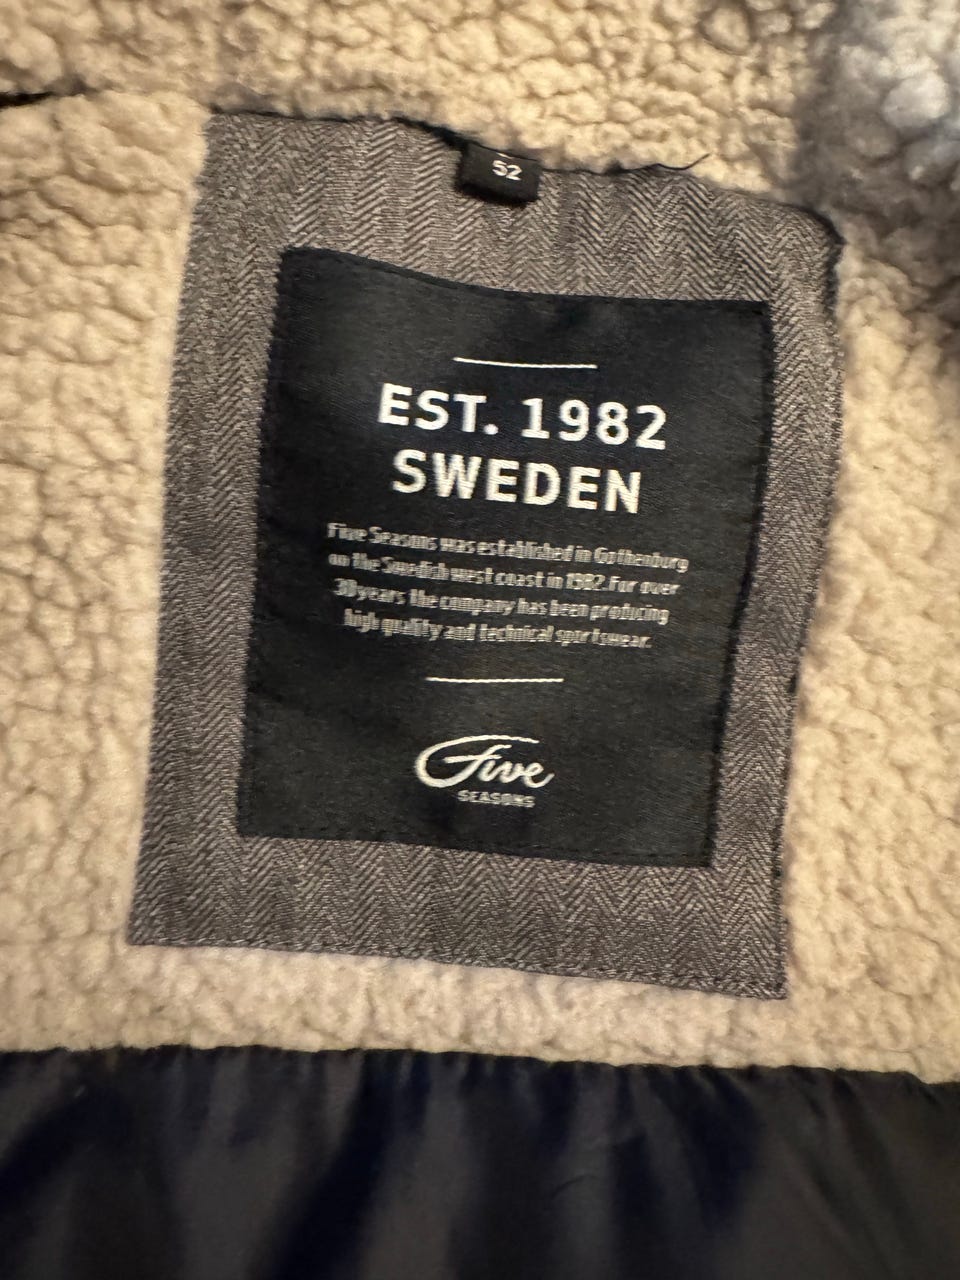 52
EST. 1982
SWEDEN
Five Seasons was established in Gothenburg
on the Swedish west coast in 1982. For over
30 years the company has been producing
high quality and technical sportswear.
Five
SEASONS